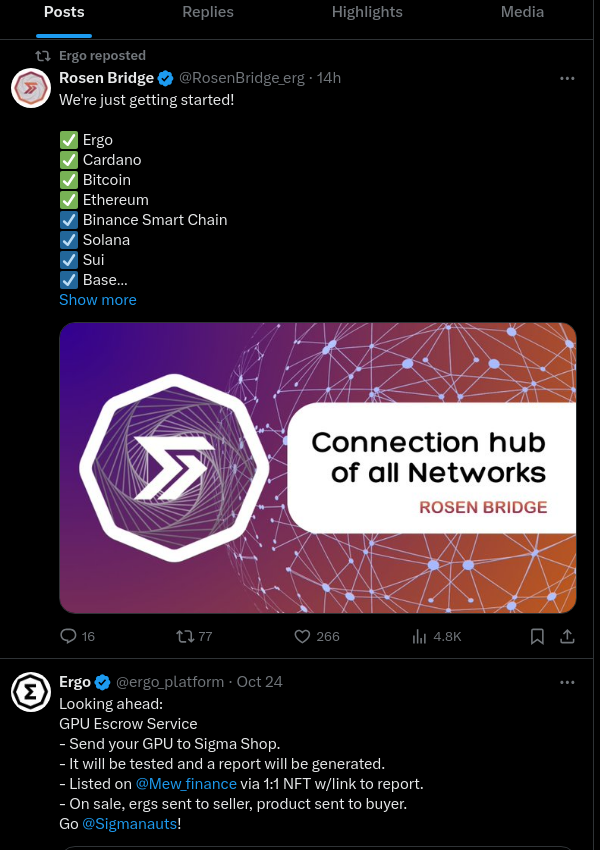 Posts Replies Highlights Media
Ergo reposted
Rosen Bridge @RosenBridge_erg · 14h
We're just getting started!
✅ Ergo
✅ Cardano
✅ Bitcoin
✅ Ethereum
☑️ Binance Smart Chain
☑️ Solana
☑️ Sui
☑️ Base...
Show more
Connection hub
of all Networks
ROSEN BRIDGE
16 77 266 4.8K
Ergo @ergo_platform · Oct 24
Looking ahead:
GPU Escrow Service
- Send your GPU to Sigma Shop.
- It will be tested and a report will be generated.
- Listed on @Mew_finance via 1:1 NFT w/link to report.
- On sale, ergs sent to seller, product sent to buyer.
Go @Sigmanauts!